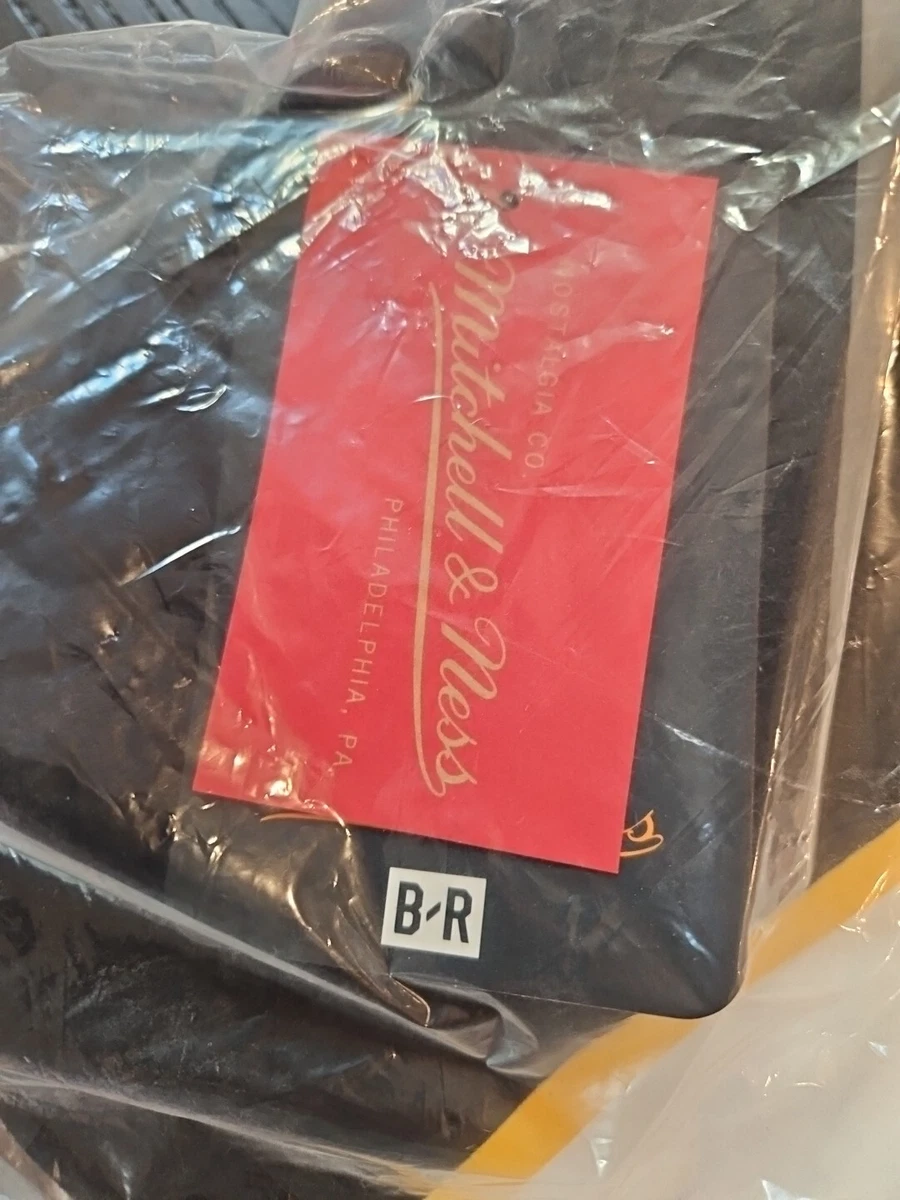 NOSTALGIA CO.
Mitchell & Ness
PHILADELPHIA, PA
B-R